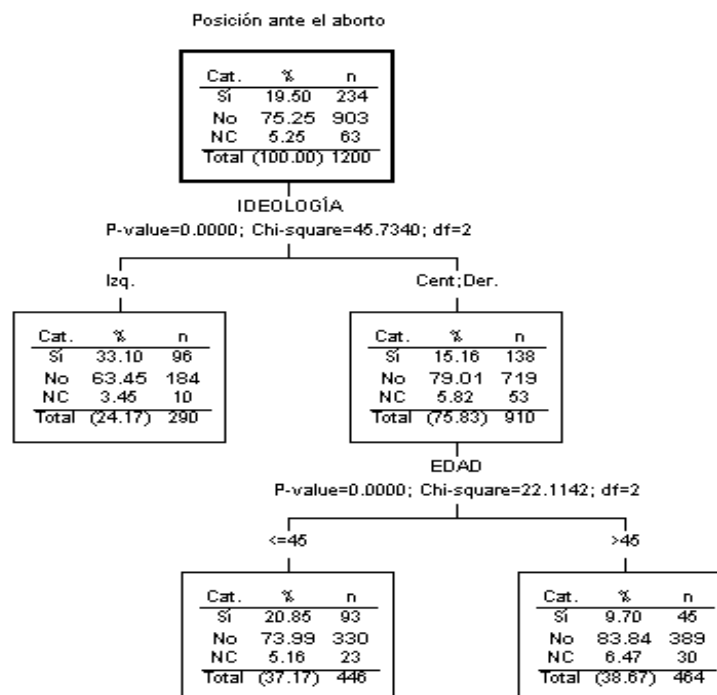 Posición ante el aborto
Cat. % n
Sí 19.50 234
No 75.25 903
NC 5.25 63
Total (100.00) 1200
IDEOLOGÍA
P-value=0.0000; Chi-square=45.7340; df=2
Izq. Cent;Der.
Cat. % n
Sí 33.10 96
No 63.45 184
NC 3.45 10
Total (24.17) 290
Cat. % n
Sí 15.16 138
No 79.01 719
NC 5.82 53
Total (75.83) 910
EDAD
P-value=0.0000; Chi-square=22.1142; df=2
<=45 >45
Cat. % n
Sí 20.85 93
No 73.99 330
NC 5.16 23
Total (37.17) 446
Cat. % n
Sí 9.70 45
No 83.84 389
NC 6.47 30
Total (38.67) 464